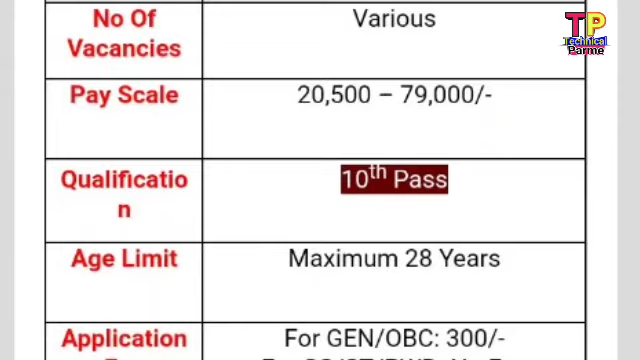 No Of
Vacancies
Various
Pay Scale
20,500 – 79,000/-
Qualificatio
n
10th Pass
Age Limit
Maximum 28 Years
Application
For GEN/OBC: 300/-
TP
Technical
Parme